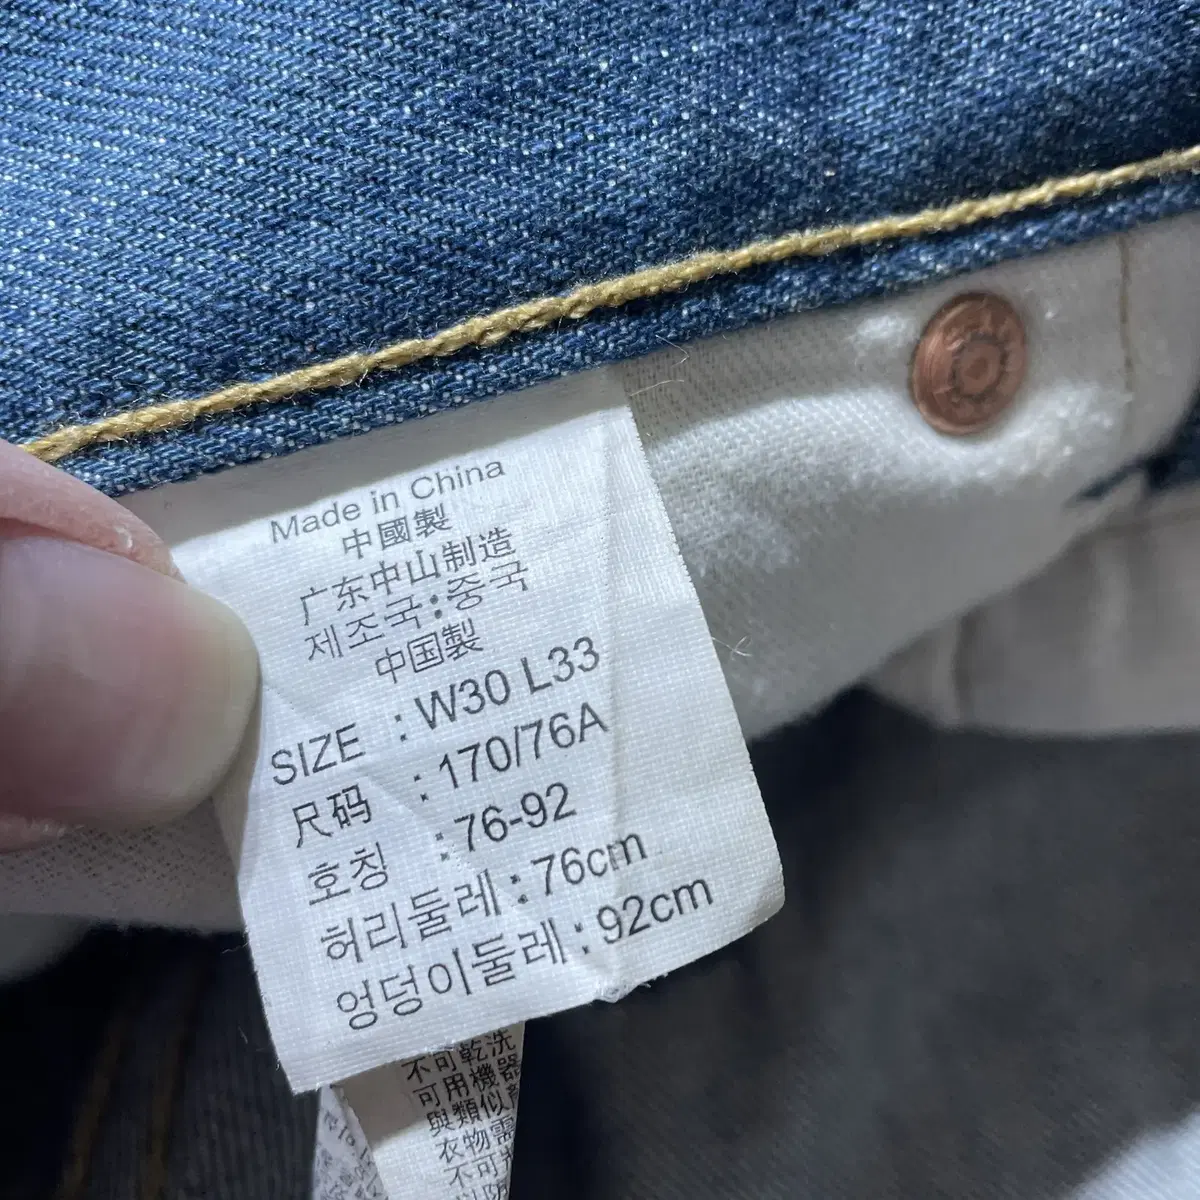 Made in China
中國製
广东中山制造
제조국:중국
中国製
SIZE : W30 L33
尺码 : 170/76A
호칭 : 76-92
허리둘레 : 76cm
엉덩이둘레 : 92cm
不可乾洗
可用機器
與類似
衣物需
不可